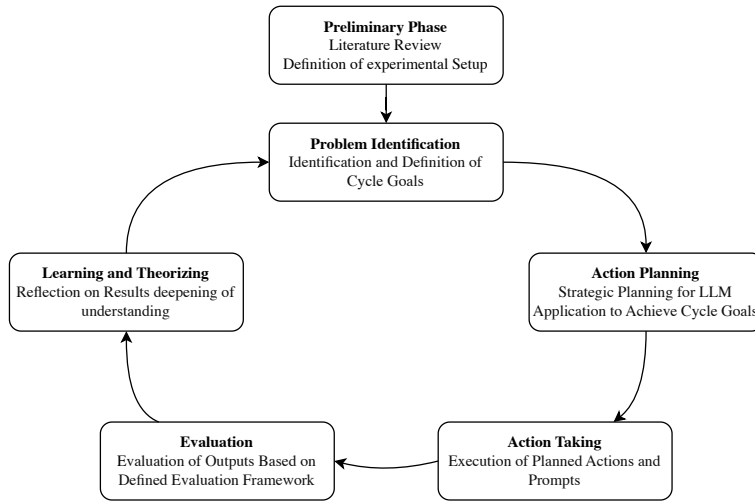 Preliminary Phase
Literature Review
Definition of experimental Setup
Problem Identification
Identification and Definition of
Cycle Goals
Learning and Theorizing
Reflection on Results deepening of
understanding
Action Planning
Strategic Planning for LLM
Application to Achieve Cycle Goals
Evaluation
Evaluation of Outputs Based on
Defined Evaluation Framework
Action Taking
Execution of Planned Actions and
Prompts